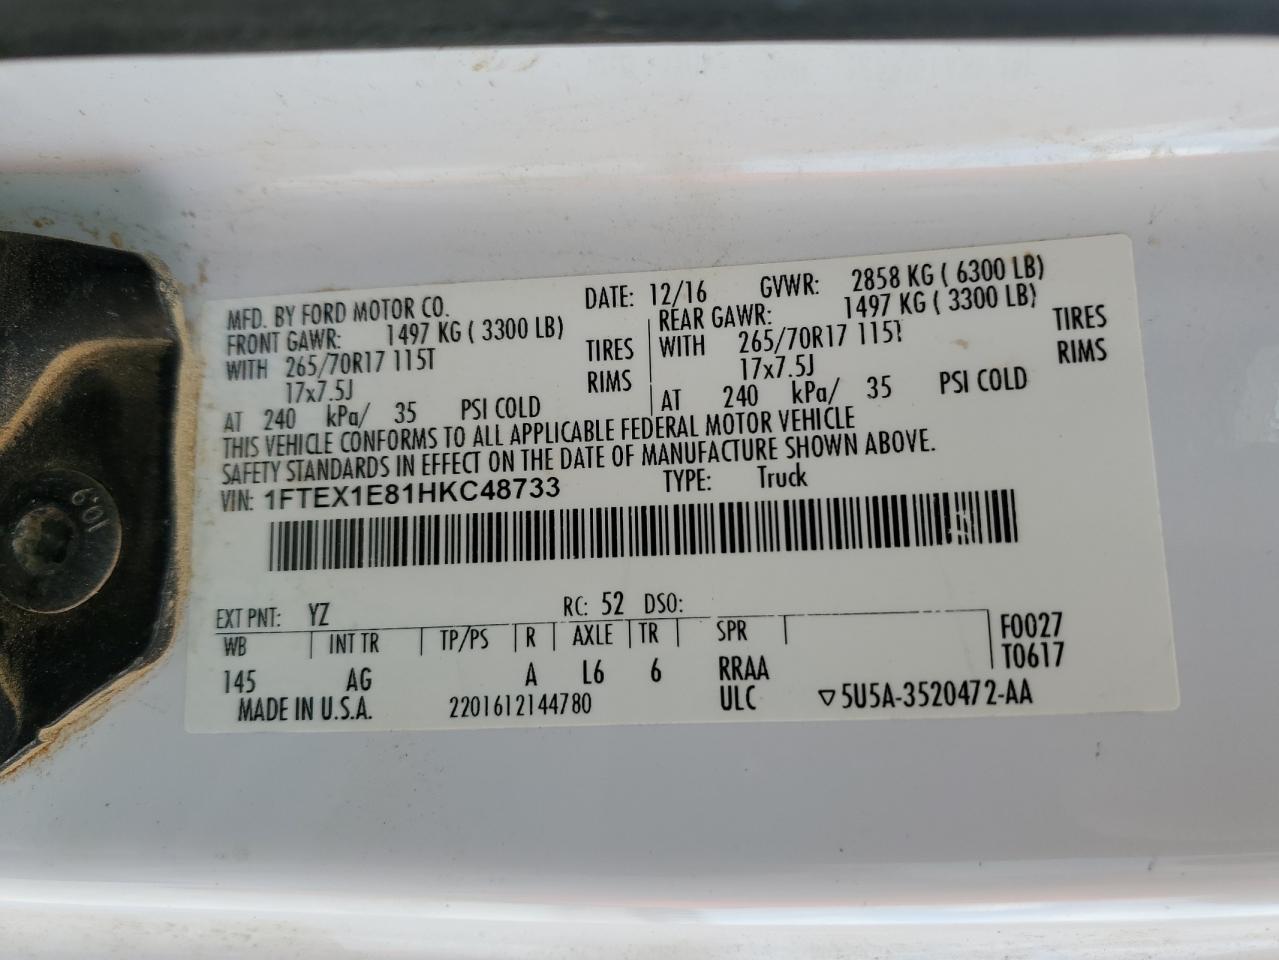 MFD. BY FORD MOTOR CO. DATE: 12/16 GVWR: 2858 KG ( 6300 LB)
FRONT GAWR: 1497 KG ( 3300 LB) REAR GAWR: 1497 KG ( 3300 LB)
WITH 265/70R17 115T TIRES WITH 265/70R17 115T TIRES
17x7.5J RIMS 17x7.5J RIMS
AT 240 kPa/ 35 PSI COLD AT 240 kPa/ 35 PSI COLD
THIS VEHICLE CONFORMS TO ALL APPLICABLE FEDERAL MOTOR VEHICLE
SAFETY STANDARDS IN EFFECT ON THE DATE OF MANUFACTURE SHOWN ABOVE.
VIN: 1FTEX1E81HKC48733 TYPE: Truck
EXT PNT: YZ RC: 52 DSO:
WB INT TR TP/PS R AXLE TR SPR F0027
145 AG A L6 6 RRAA T0617
MADE IN U.S.A. 2201612144780 ULC ▽5U5A-3520472-AA
10.9